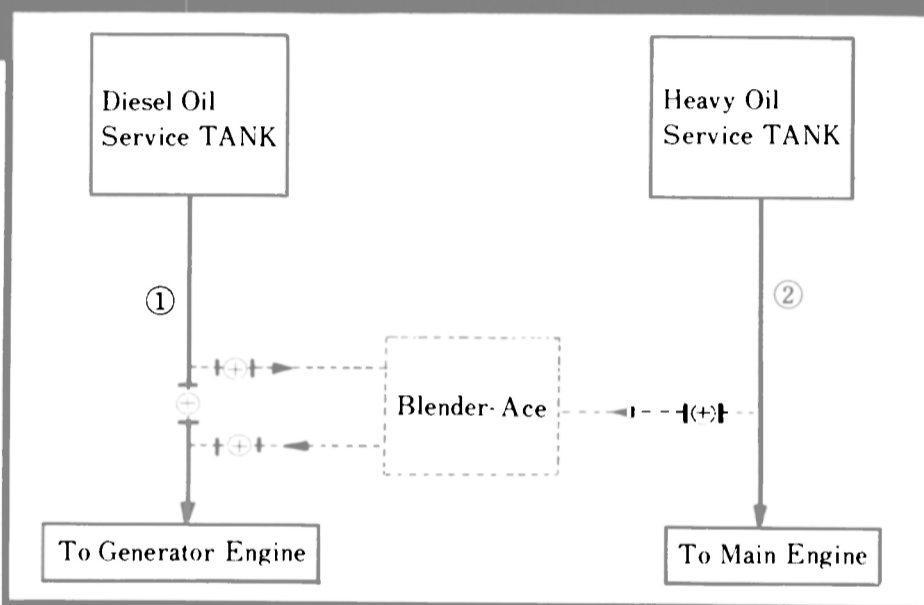 Diesel Oil
Service TANK
Heavy Oil
Service TANK
①
②
Blender-Ace
To Generator Engine
To Main Engine